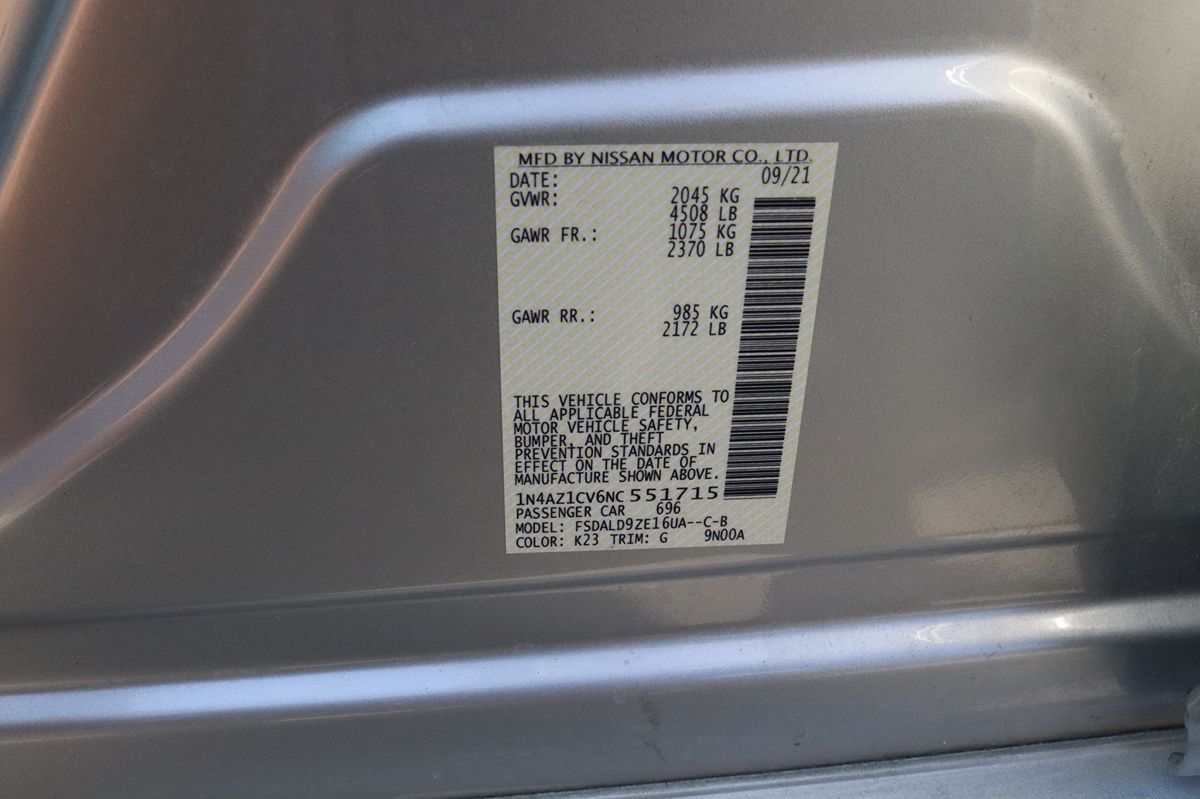 MFD BY NISSAN MOTOR CO., LTD.
DATE: 09/21
GVWR: 2045 KG
4508 LB
GAWR FR.: 1075 KG
2370 LB
GAWR RR.: 985 KG
2172 LB
THIS VEHICLE CONFORMS TO
ALL APPLICABLE FEDERAL
MOTOR VEHICLE SAFETY,
BUMPER, AND THEFT
PREVENTION STANDARDS IN
EFFECT ON THE DATE OF
MANUFACTURE SHOWN ABOVE.
1N4AZ1CV6NC551715
PASSENGER CAR 696
MODEL: FSDALD9ZE16UA--C-B
COLOR: K23 TRIM: G 9N00A